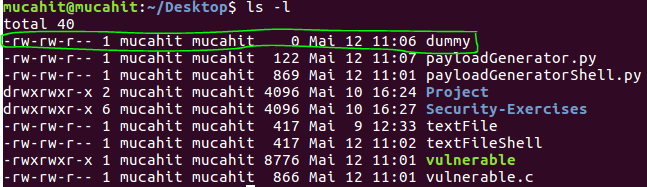 mucahit@mucahit:~/Desktop$ ls -l
total 40
-rw-rw-r-- 1 mucahit mucahit    0 Mai 12 11:06 dummy
-rw-rw-r-- 1 mucahit mucahit  122 Mai 12 11:07 payloadGenerator.py
-rw-rw-r-- 1 mucahit mucahit  869 Mai 12 11:01 payloadGeneratorShell.py
drwxrwxr-x 2 mucahit mucahit 4096 Mai 10 16:24 Project
drwxrwxr-x 6 mucahit mucahit 4096 Mai 10 16:27 Security-Exercises
-rw-rw-r-- 1 mucahit mucahit  417 Mai  9 12:33 textFile
-rw-rw-r-- 1 mucahit mucahit  417 Mai 12 11:02 textFileShell
-rwxrwxr-x 1 mucahit mucahit 8776 Mai 12 11:01 vulnerable
-rw-rw-r-- 1 mucahit mucahit  866 Mai 12 11:01 vulnerable.c